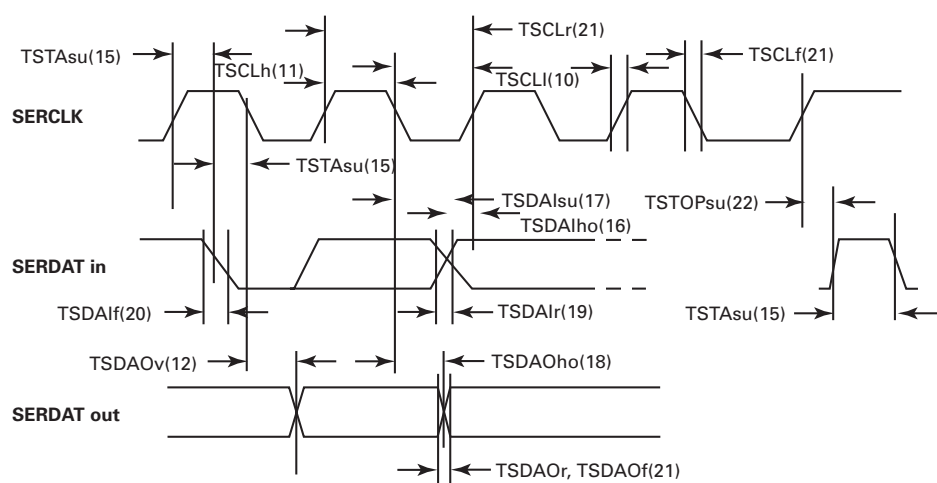 TSCLr(21)
TSCLf(21)
TSTAsu(15)
TSCLh(11)
TSCLl(10)
SERCLK
TSTAsu(15)
TSDAIsu(17)
TSTOPsu(22)
TSDAIho(16)
SERDAT in
TSDAIf(20)
TSDAIr(19)
TSTAsu(15)
TSDAOv(12)
TSDAOho(18)
SERDAT out
TSDAOr, TSDAOf(21)